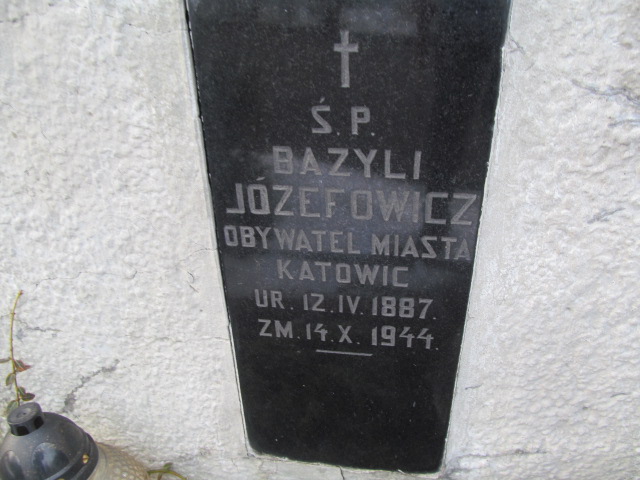 Ś.P.
BAZYLI
JÓZEFOWICZ
OBYWATEL MIASTA
KATOWIC
UR. 12.IV.1887.
ZM. 14.X.1944.